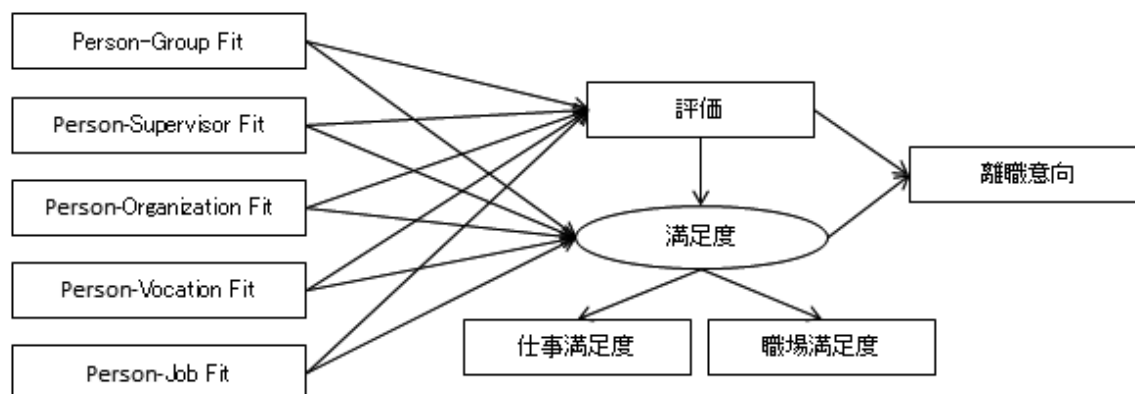 Person-Group Fit
Person-Supervisor Fit
Person-Organization Fit
Person-Vocation Fit
Person-Job Fit
評価
満足度
仕事満足度
職場満足度
離職意向